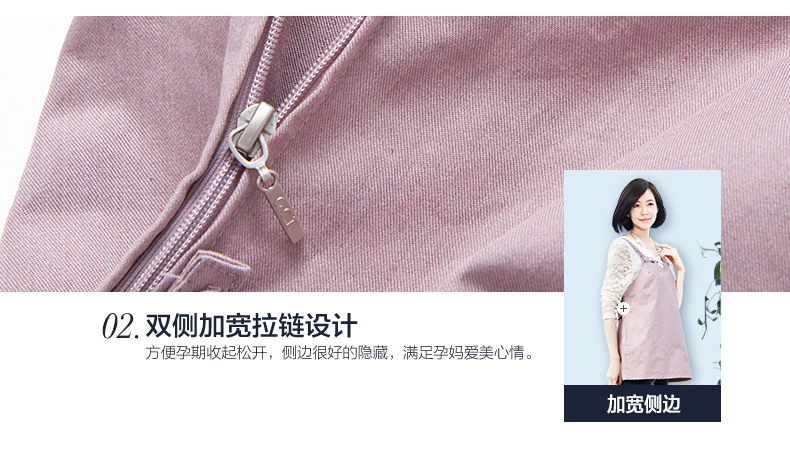 02. 双侧加宽拉链设计
方便孕期收起松开，侧边很好的隐藏，满足孕妈爱美心情。
加宽侧边